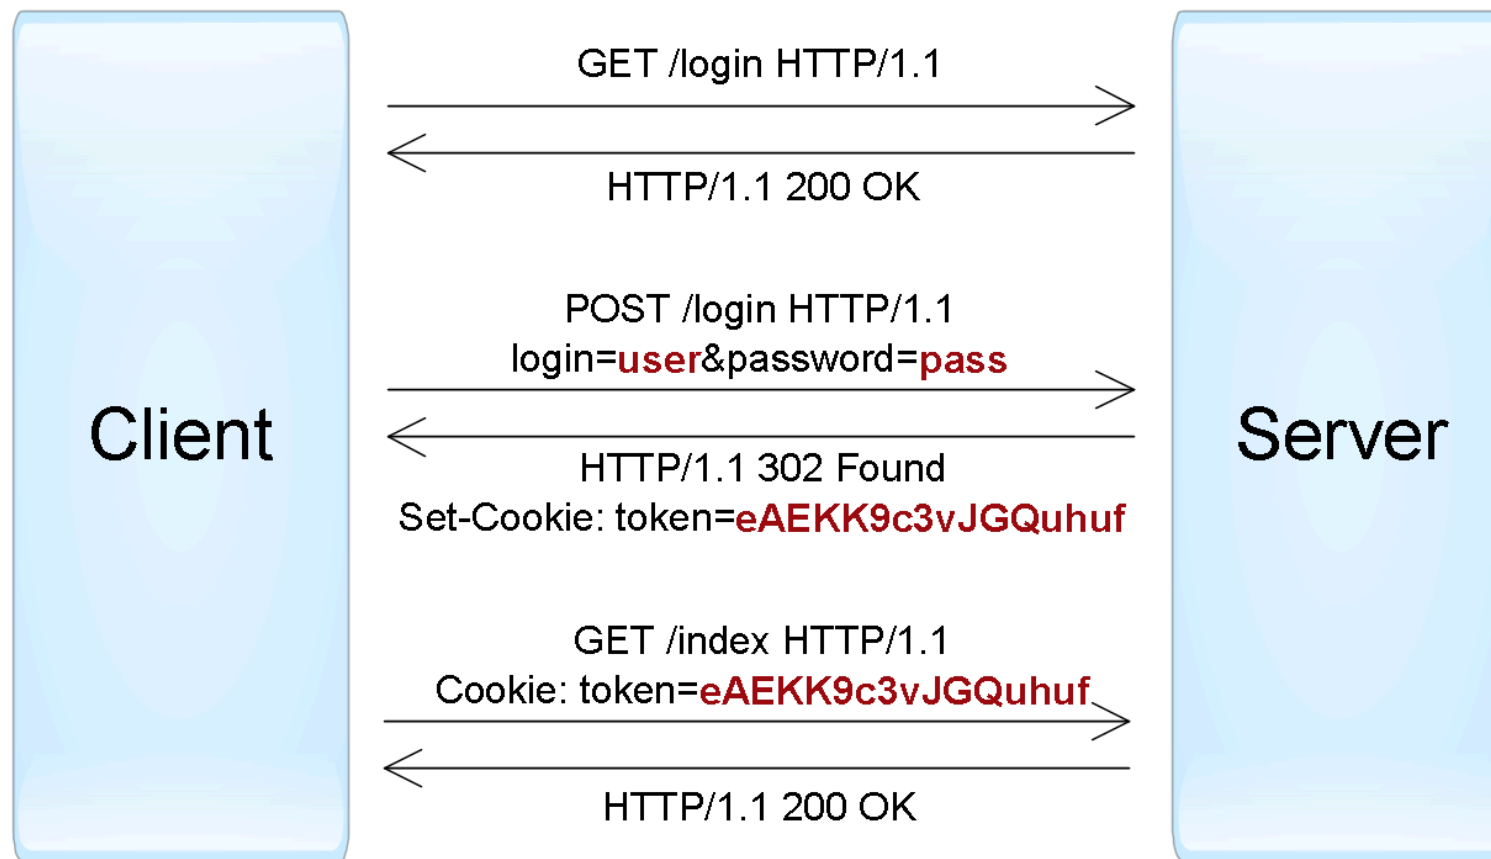 GET /login HTTP/1.1
HTTP/1.1 200 OK
POST /login HTTP/1.1
login=user&password=pass
Client
Server
HTTP/1.1 302 Found
Set-Cookie: token=eAEKK9c3vJGQuhuf
GET /index HTTP/1.1
Cookie: token=eAEKK9c3vJGQuhuf
HTTP/1.1 200 OK